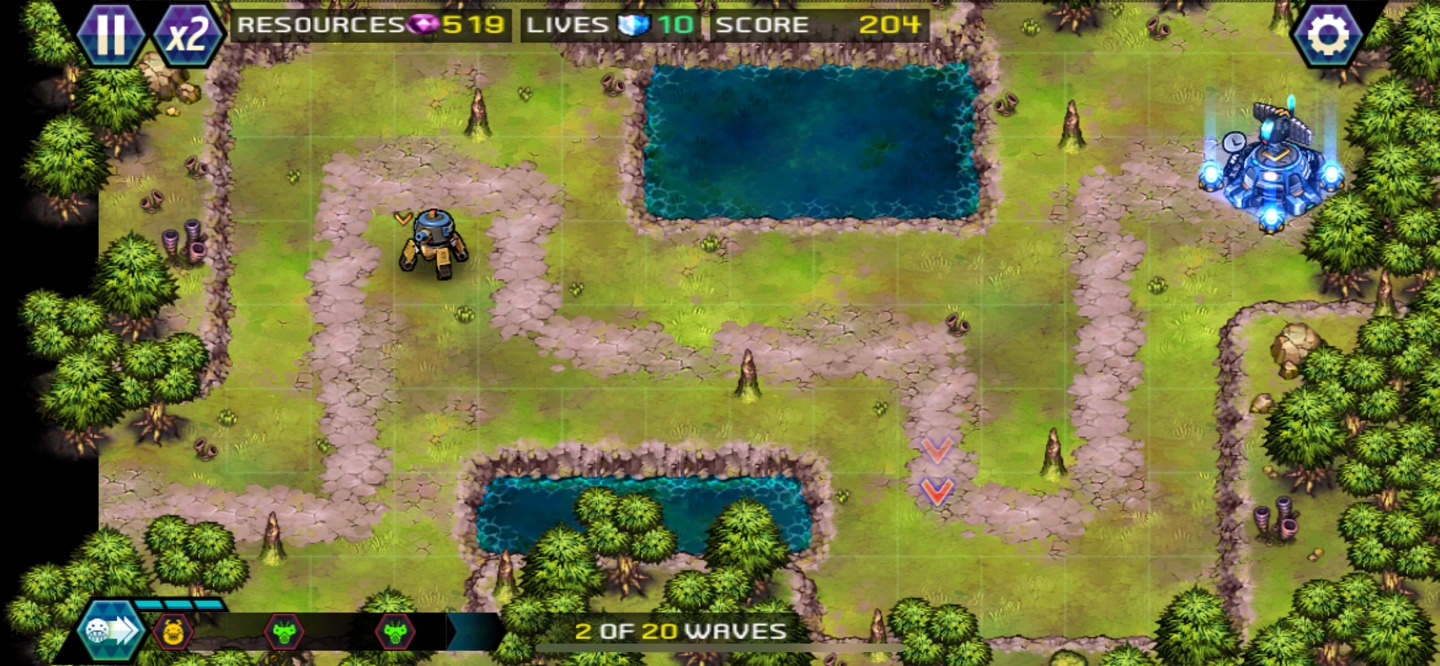 x2 RESOURCES 519 LIVES 10 SCORE 204
2 OF 20 WAVES